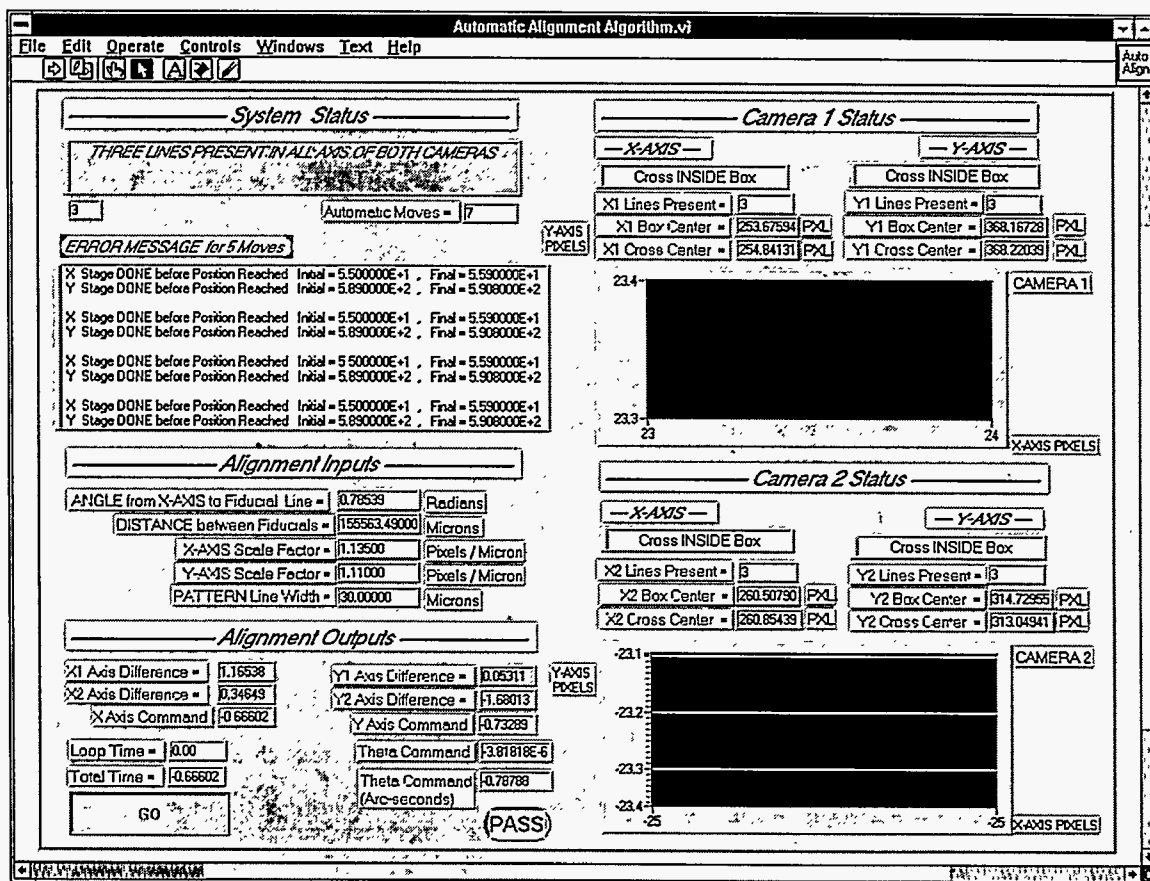 Automatic Alignment Algorithm.vi
File Edit Operate Controls Windows Text Help
Auto Align
System Status
THREE LINES PRESENT IN ALL AXIS OF BOTH CAMERAS
3
Automatic Moves = 7
ERROR MESSAGE for 5 Moves
X Stage DONE before Position Reached Initial = 5.500000E+1 , Final = 5.590000E+1
Y Stage DONE before Position Reached Initial = 5.890000E+2 , Final = 5.908000E+2
X Stage DONE before Position Reached Initial = 5.500000E+1 , Final = 5.590000E+1
Y Stage DONE before Position Reached Initial = 5.890000E+2 , Final = 5.908000E+2
X Stage DONE before Position Reached Initial = 5.500000E+1 , Final = 5.590000E+1
Y Stage DONE before Position Reached Initial = 5.890000E+2 , Final = 5.908000E+2
X Stage DONE before Position Reached Initial = 5.500000E+1 , Final = 5.590000E+1
Y Stage DONE before Position Reached Initial = 5.890000E+2 , Final = 5.908000E+2
Alignment Inputs
ANGLE from X-AXIS to Fiducial Line = 0.78539 Radians
DISTANCE between Fiducials = 155563.49000 Microns
X-AXIS Scale Factor = 1.13500 Pixels / Micron
Y-AXIS Scale Factor = 1.11000 Pixels / Micron
PATTERN Line Width = 30.00000 Microns
Alignment Outputs
X1 Axis Difference = 1.16538
X2 Axis Difference = 0.34649
X Axis Command -0.66602
Loop Time = 0.00
Total Time = -0.66602
GO
Y1 Axis Difference = 0.05311
Y2 Axis Difference = -1.68013
Y Axis Command -0.73289
Theta Command -3.81818E-6
Theta Command (Arc-seconds) -0.78788
PASS
Camera 1 Status
X-AXIS
Y-AXIS
Cross INSIDE Box
Cross INSIDE Box
X1 Lines Present = 3
Y1 Lines Present = 3
X1 Box Center = 253.67594 PXL
Y1 Box Center = 368.16728 PXL
X1 Cross Center = 254.84131 PXL
Y1 Cross Center = 368.22039 PXL
Y-AXIS PIXELS
23.4
CAMERA 1
23.3
23
24
X-AXIS PIXELS
Camera 2 Status
X-AXIS
Y-AXIS
Cross INSIDE Box
Cross INSIDE Box
X2 Lines Present = 3
Y2 Lines Present = 3
X2 Box Center = 260.50790 PXL
Y2 Box Center = 314.72955 PXL
X2 Cross Center = 260.85439 PXL
Y2 Cross Center = 313.04941 PXL
Y-AXIS PIXELS
-23.1
CAMERA 2
-23.2
-23.3
-23.4
-25
-25
X-AXIS PIXELS